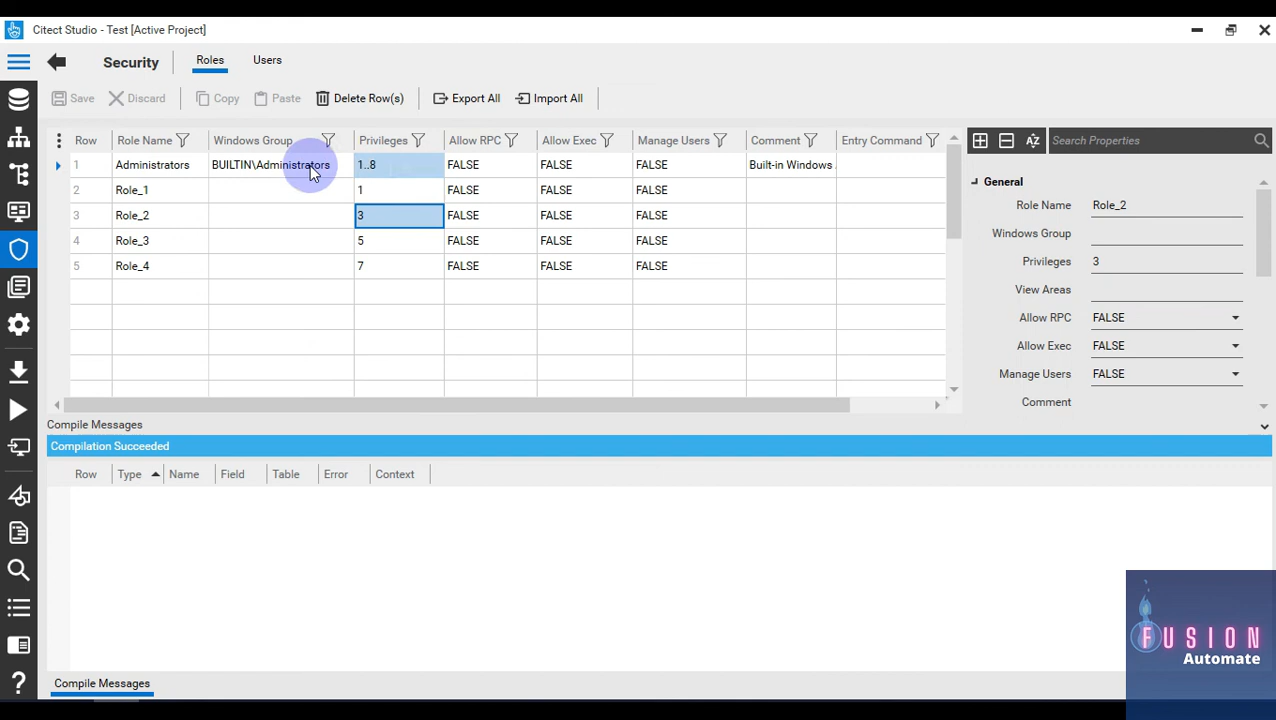 Citect Studio - Test [Active Project]
Security Roles Users
Save Discard Copy Paste Delete Row(s) Export All Import All
Row Role Name Windows Group Privileges Allow RPC Allow Exec Manage Users Comment Entry Command
1 Administrators BUILTIN\Administrators 1..8 FALSE FALSE FALSE Built-in Windows
2 Role_1 1 FALSE FALSE FALSE
3 Role_2 3 FALSE FALSE FALSE
4 Role_3 5 FALSE FALSE FALSE
5 Role_4 7 FALSE FALSE FALSE
Search Properties
General
Role Name Role_2
Windows Group
Privileges 3
View Areas
Allow RPC FALSE
Allow Exec FALSE
Manage Users FALSE
Comment
Compile Messages
Compilation Succeeded
Row Type Name Field Table Error Context
Compile Messages
FUSION
Automate